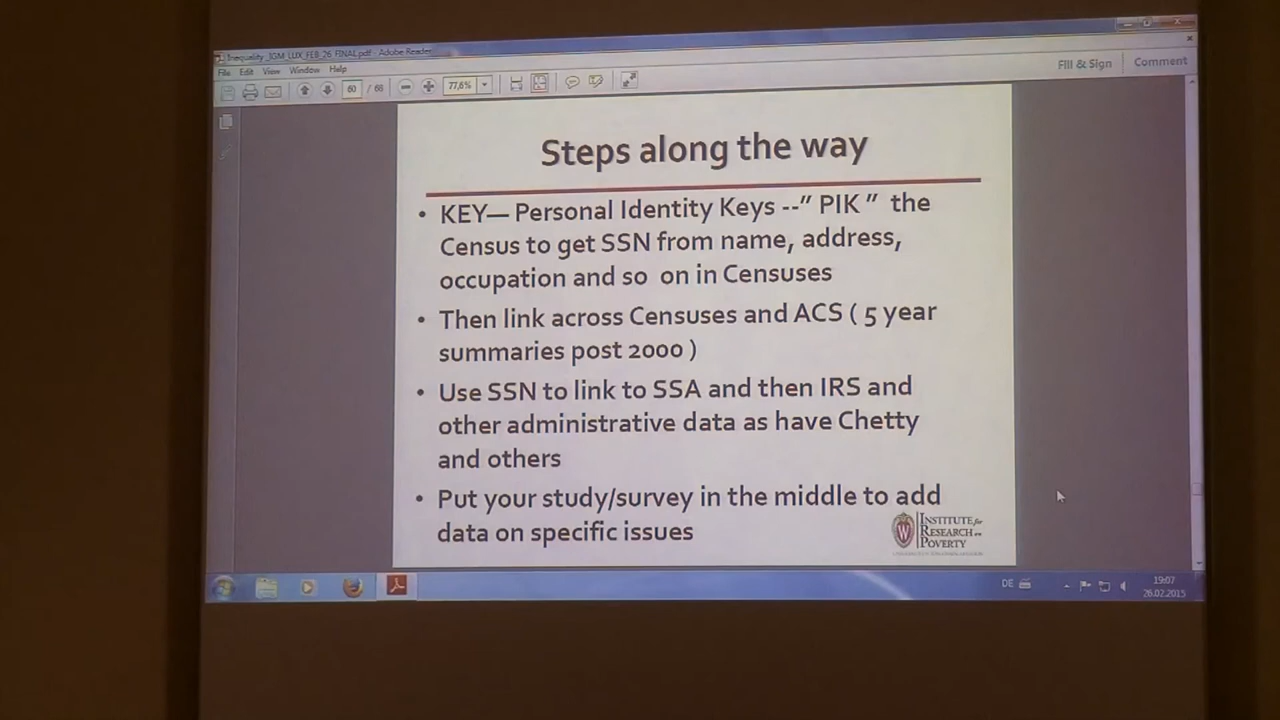 Inequality_IGM_LUX_FEB-26_FINAL.pdf - Adobe Reader
File Edit View Window Help
60 / 66 77,6% Fill & Sign Comment
Steps along the way
• KEY— Personal Identity Keys --” PIK ” the
Census to get SSN from name, address,
occupation and so on in Censuses
• Then link across Censuses and ACS ( 5 year
summaries post 2000 )
• Use SSN to link to SSA and then IRS and
other administrative data as have Chetty
and others
• Put your study/survey in the middle to add
data on specific issues
W
INSTITUTE for
RESEARCH on
POVERTY
DE
19:07
26.02.2015